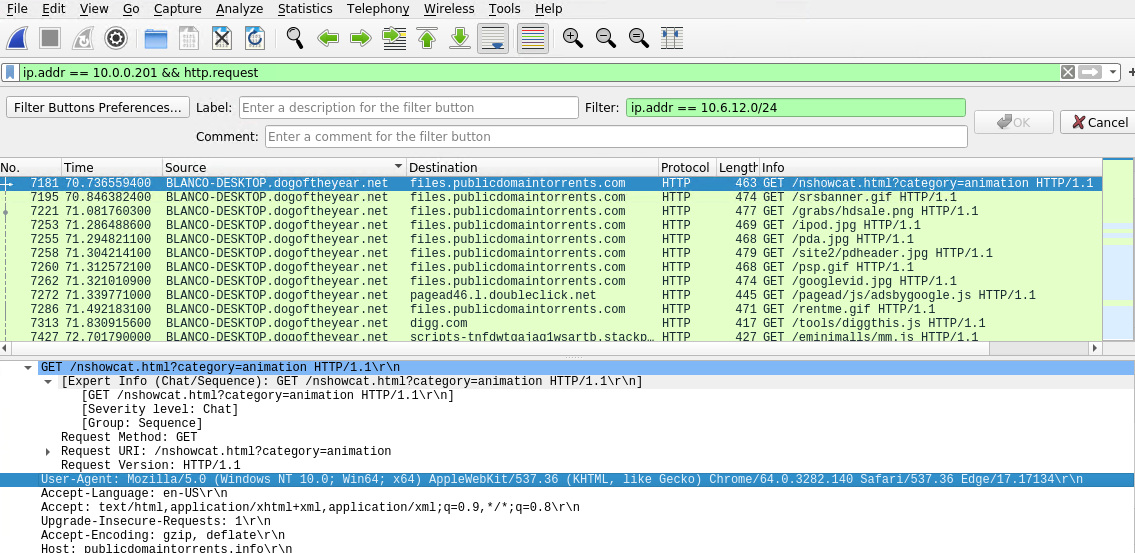 File Edit View Go Capture Analyze Statistics Telephony Wireless Tools Help
ip.addr == 10.0.0.201 && http.request
Filter Buttons Preferences... Label: Enter a description for the filter button Filter: ip.addr == 10.6.12.0/24
OK Cancel
Comment: Enter a comment for the filter button
No. Time Source Destination Protocol Length Info
7181 70.736559400 BLANCO-DESKTOP.dogoftheyear.net files.publicdomaintorrents.com HTTP 463 GET /nshowcat.html?category=animation HTTP/1.1
7195 70.846382400 BLANCO-DESKTOP.dogoftheyear.net files.publicdomaintorrents.com HTTP 474 GET /srsbanner.gif HTTP/1.1
7221 71.081760300 BLANCO-DESKTOP.dogoftheyear.net files.publicdomaintorrents.com HTTP 477 GET /grabs/hdsale.png HTTP/1.1
7253 71.286488600 BLANCO-DESKTOP.dogoftheyear.net files.publicdomaintorrents.com HTTP 469 GET /ipod.jpg HTTP/1.1
7255 71.294821100 BLANCO-DESKTOP.dogoftheyear.net files.publicdomaintorrents.com HTTP 468 GET /pda.jpg HTTP/1.1
7258 71.304214100 BLANCO-DESKTOP.dogoftheyear.net files.publicdomaintorrents.com HTTP 479 GET /site2/pdheader.jpg HTTP/1.1
7260 71.312572100 BLANCO-DESKTOP.dogoftheyear.net files.publicdomaintorrents.com HTTP 468 GET /psp.gif HTTP/1.1
7262 71.321010900 BLANCO-DESKTOP.dogoftheyear.net files.publicdomaintorrents.com HTTP 474 GET /googlevid.jpg HTTP/1.1
7272 71.339771000 BLANCO-DESKTOP.dogoftheyear.net pagead46.l.doubleclick.net HTTP 445 GET /pagead/js/adsbygoogle.js HTTP/1.1
7286 71.492183100 BLANCO-DESKTOP.dogoftheyear.net files.publicdomaintorrents.com HTTP 471 GET /rentme.gif HTTP/1.1
7313 71.830915600 BLANCO-DESKTOP.dogoftheyear.net digg.com HTTP 417 GET /tools/diggthis.js HTTP/1.1
7427 72.701790000 BLANCO-DESKTOP.dogoftheyear.net HTTP 427 GET /eminimalls/mm.js HTTP/1.1
GET /nshowcat.html?category=animation HTTP/1.1\r\n
[Expert Info (Chat/Sequence): GET /nshowcat.html?category=animation HTTP/1.1\r\n]
[GET /nshowcat.html?category=animation HTTP/1.1\r\n]
[Severity level: Chat]
[Group: Sequence]
Request Method: GET
Request URI: /nshowcat.html?category=animation
Request Version: HTTP/1.1
User-Agent: Mozilla/5.0 (Windows NT 10.0; Win64; x64) AppleWebKit/537.36 (KHTML, like Gecko) Chrome/64.0.3282.140 Safari/537.36 Edge/17.17134\r\n
Accept-Language: en-US\r\n
Accept: text/html,application/xhtml+xml,application/xml;q=0.9,*/*;q=0.8\r\n
Upgrade-Insecure-Requests: 1\r\n
Accept-Encoding: gzip, deflate\r\n
Host: publicdomaintorrents.info\r\n